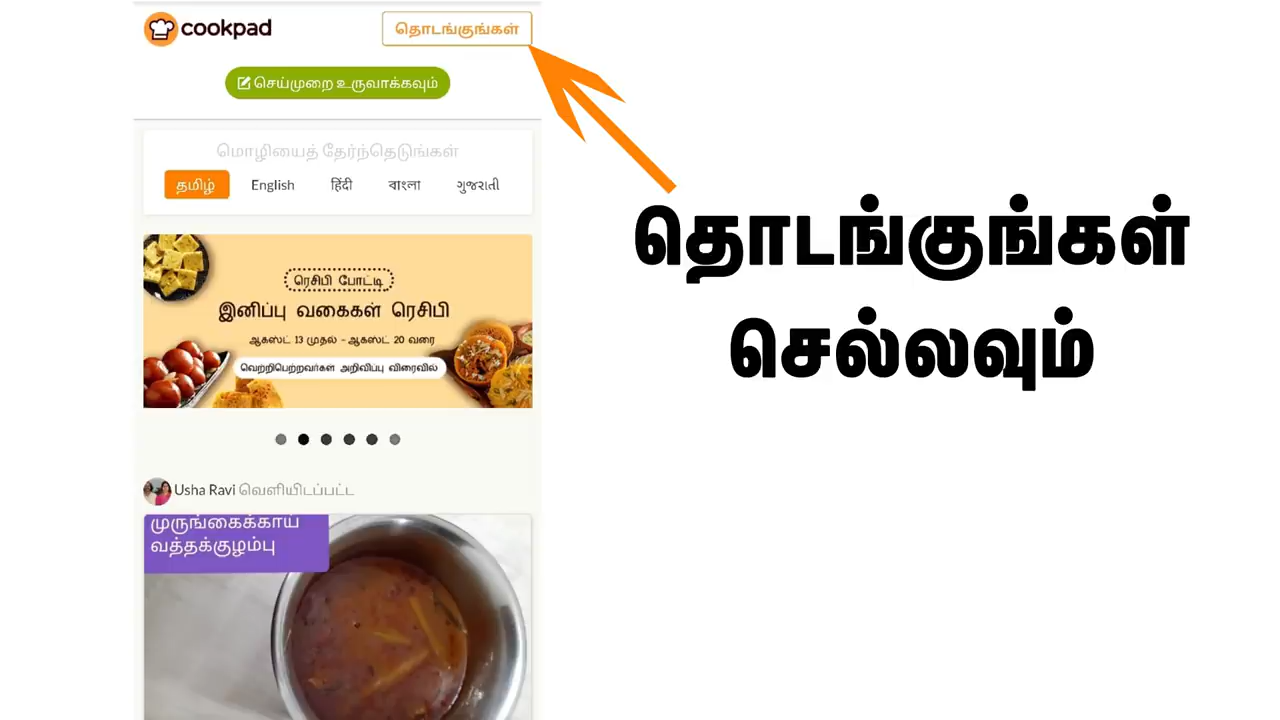 cookpad
தொடங்குங்கள்
செய்முறை உருவாக்கவும்
மொழியைத் தேர்ந்தெடுங்கள்
தமிழ் English हिंदी বাংলা ગુજરાતી
ரெசிபி போட்டி
இனிப்பு வகைகள் ரெசிபி
ஆகஸ்ட் 13 முதல் - ஆகஸ்ட் 20 வரை
வெற்றிபெற்றவர்கள் அறிவிப்பு விரைவில்
Usha Ravi வெளியிடப்பட்ட
முருங்கைக்காய்
வத்தக்குழம்பு
தொடங்குங்கள்
செல்லவும்